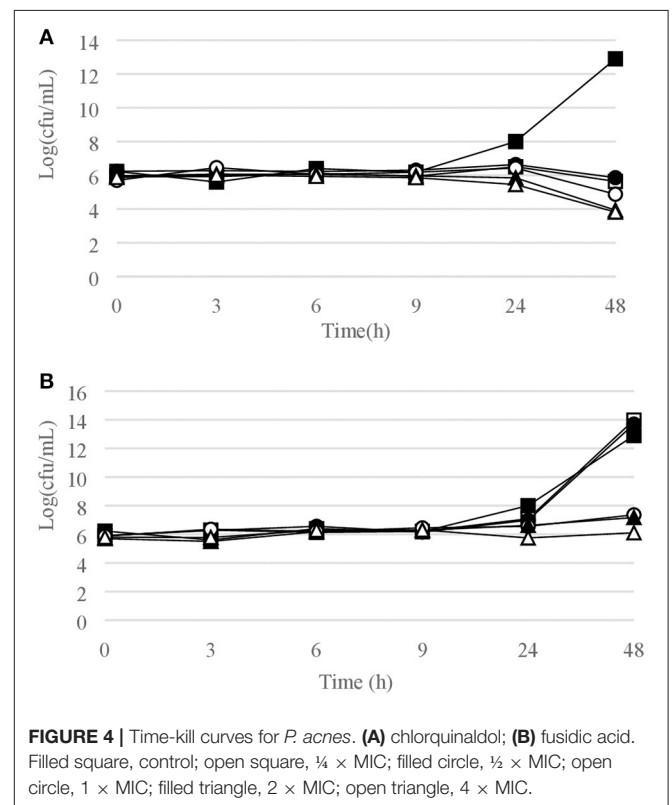 A
Log(cfu/mL)
14
12
10
8
6
4
2
0
0 3 6 9 24 48
Time(h)
B
Log(cfu/mL)
16
14
12
10
8
6
4
2
0
0 3 6 9 24 48
Time (h)
FIGURE 4 | Time-kill curves for P. acnes. (A) chlorquinaldol; (B) fusidic acid.
Filled square, control; open square, ¼ × MIC; filled circle, ½ × MIC; open
circle, 1 × MIC; filled triangle, 2 × MIC; open triangle, 4 × MIC.